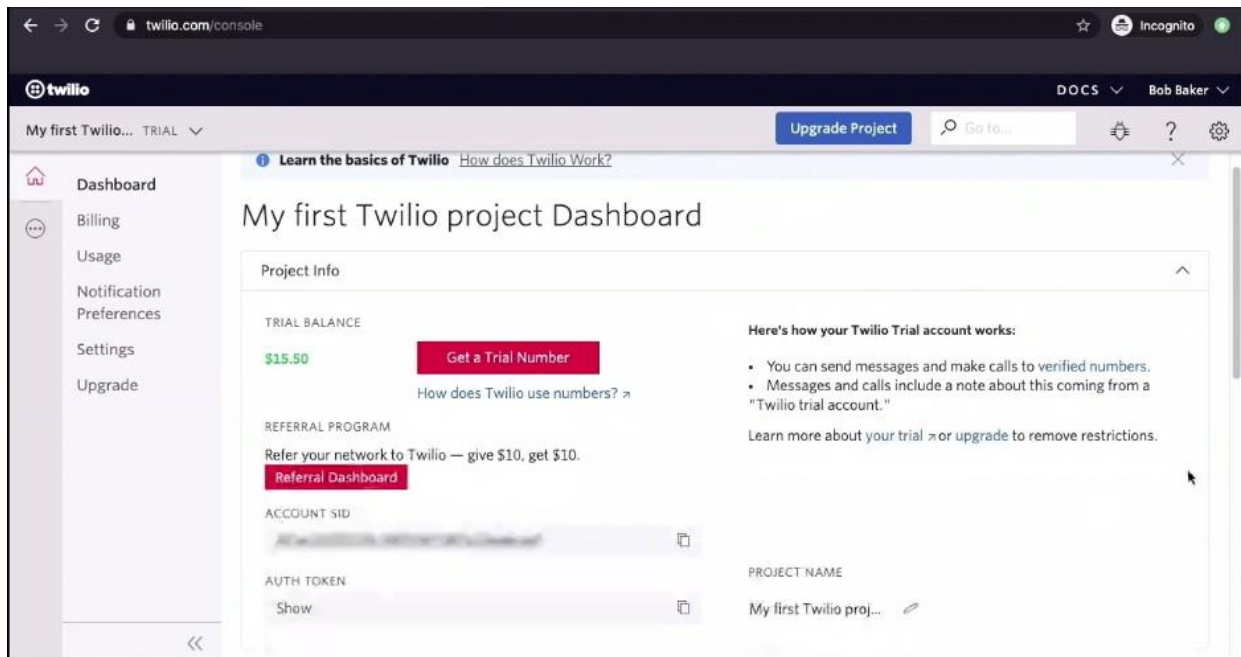 twilio.com/console
Incognito
twilio
DOCS
Bob Baker
My first Twilio... TRIAL
Upgrade Project
Go to...
?
Learn the basics of Twilio How does Twilio Work?
Dashboard
Billing
Usage
Notification
Preferences
Settings
Upgrade
My first Twilio project Dashboard
Project Info
TRIAL BALANCE
$15.50
Get a Trial Number
How does Twilio use numbers?
REFERRAL PROGRAM
Refer your network to Twilio — give $10, get $10.
Referral Dashboard
ACCOUNT SID
AUTH TOKEN
Show
Here's how your Twilio Trial account works:
• You can send messages and make calls to verified numbers.
• Messages and calls include a note about this coming from a
"Twilio trial account."
Learn more about your trial or upgrade to remove restrictions.
PROJECT NAME
My first Twilio proj...